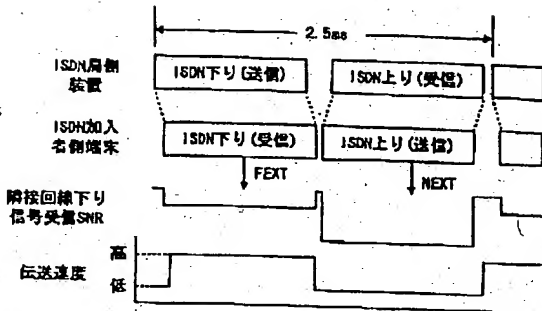 2.5ms
ISDN局側
装置
ISDN下り(送信)
ISDN上り(受信)
ISDN加入
者側端末
ISDN下り(受信)
ISDN上り(送信)
FEXT
NEXT
隣接回線下り
信号受信SNR
高
伝送速度
低